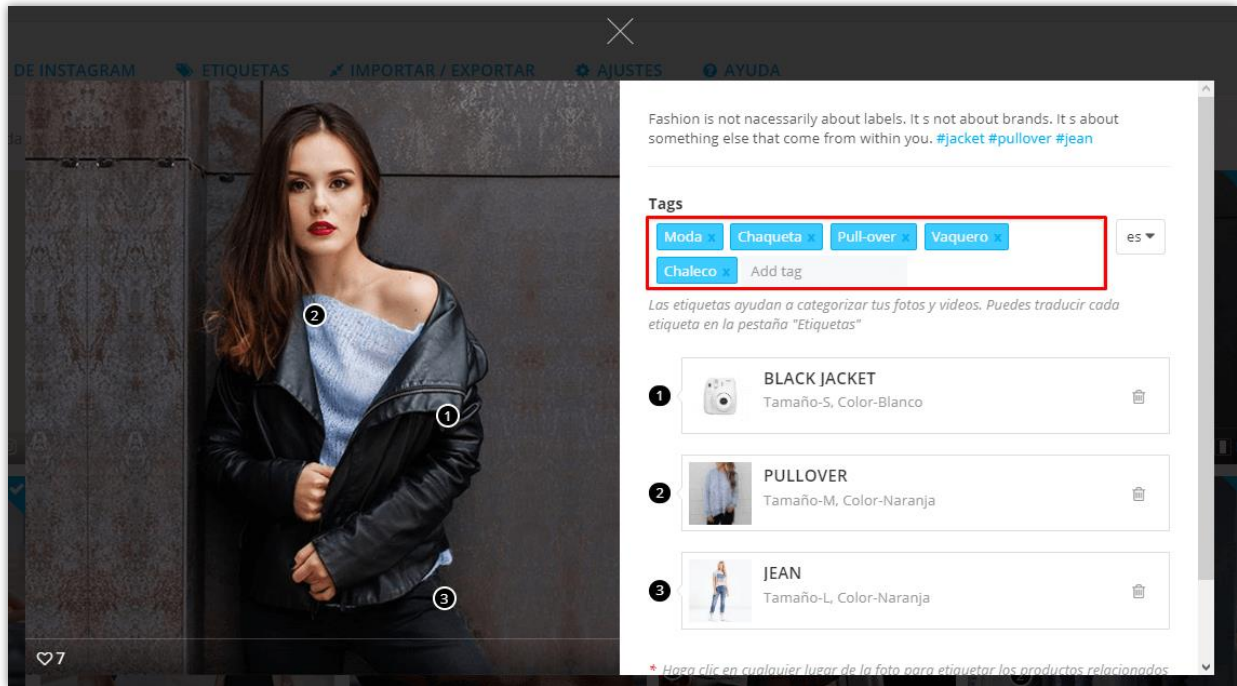 DE INSTAGRAM ETIQUETAS IMPORTAR / EXPORTAR AJUSTES AYUDA
Fashion is not nacessarily about labels. It s not about brands. It s about
something else that come from within you. #jacket #pullover #jean
Tags
Moda x Chaqueta x Pull-over x Vaquero x
es
Chaleco x Add tag
Las etiquetas ayudan a categorizar tus fotos y videos. Puedes traducir cada
etiqueta en la pestaña "Etiquetas"
2
1
3
1
BLACK JACKET
Tamaño-S, Color-Blanco
2
PULLOVER
Tamaño-M, Color-Naranja
3
JEAN
Tamaño-L, Color-Naranja
7
* Haga clic en cualquier lugar de la foto para etiquetar los productos relacionados